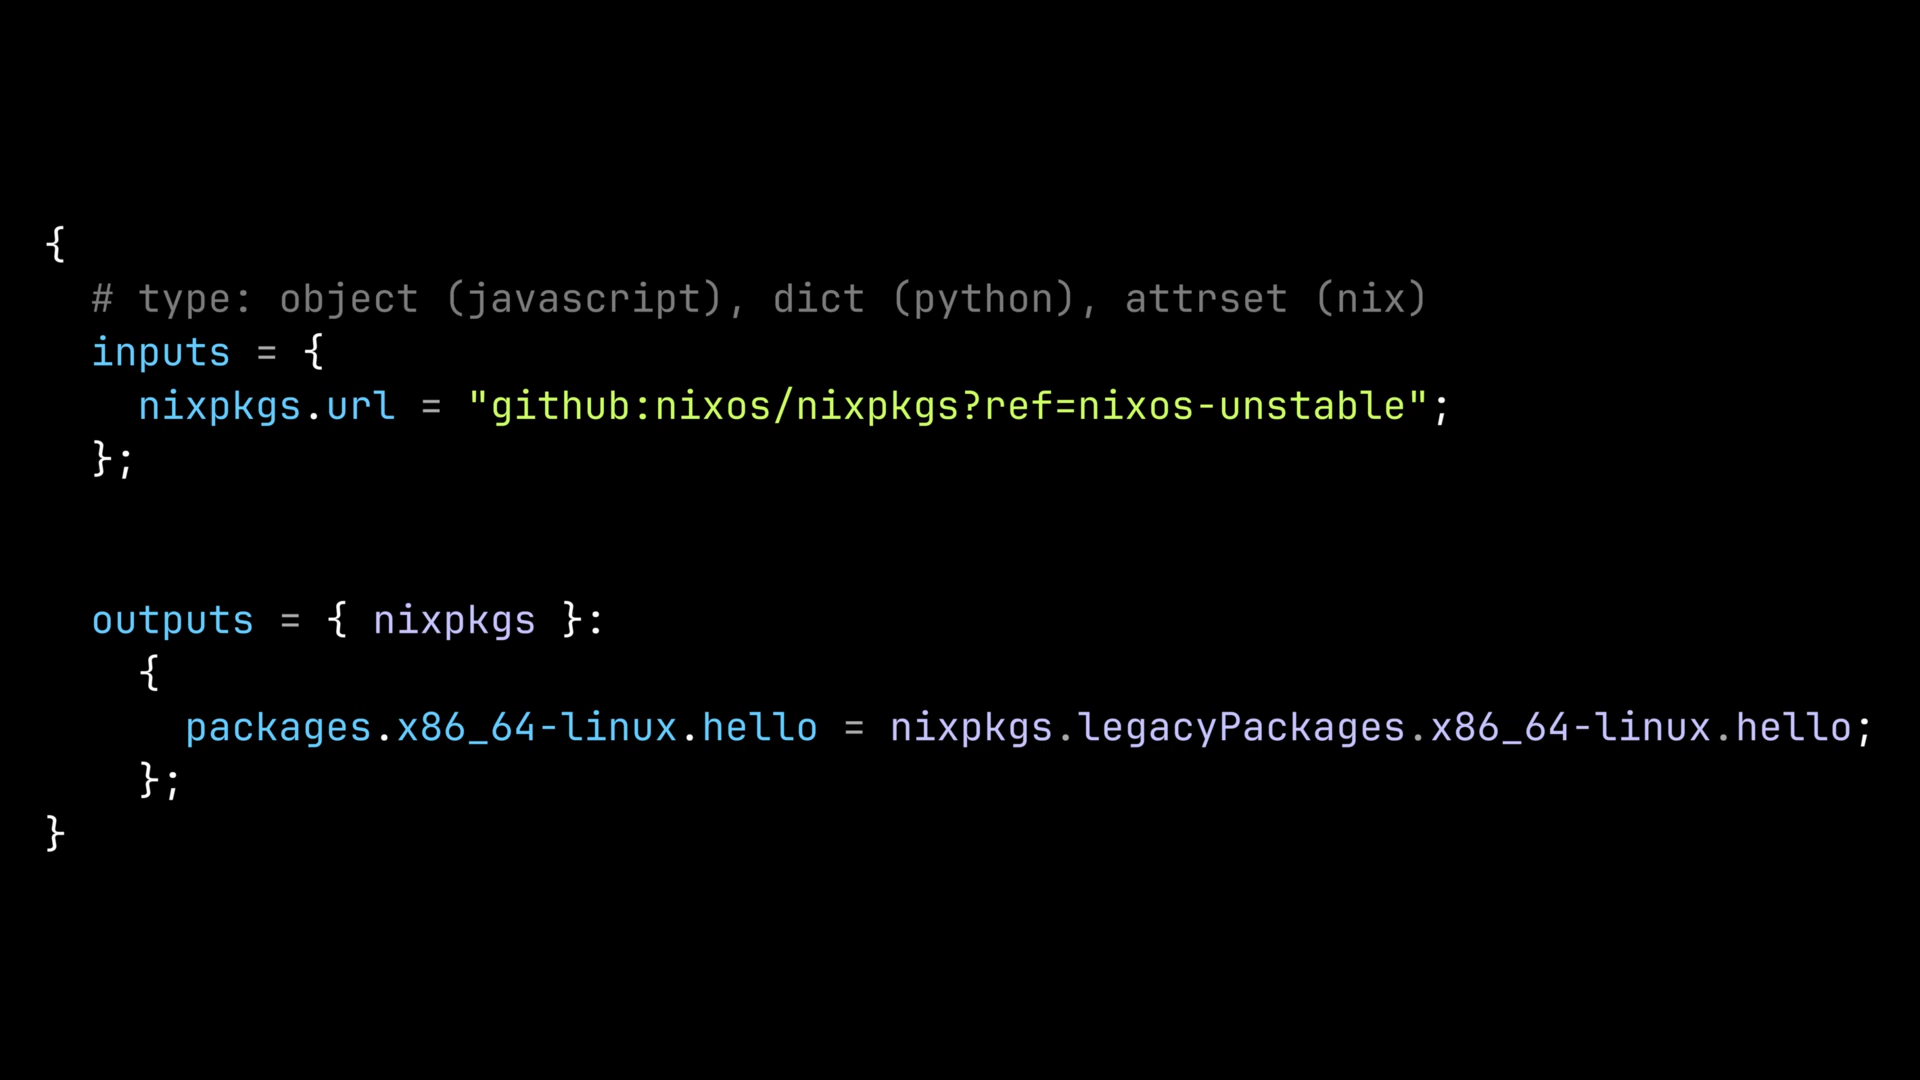 {
  # type: object (javascript), dict (python), attrset (nix)
  inputs = {
    nixpkgs.url = "github:nixos/nixpkgs?ref=nixos-unstable";
  };
  outputs = { nixpkgs }:
    {
      packages.x86_64-linux.hello = nixpkgs.legacyPackages.x86_64-linux.hello;
    };
}